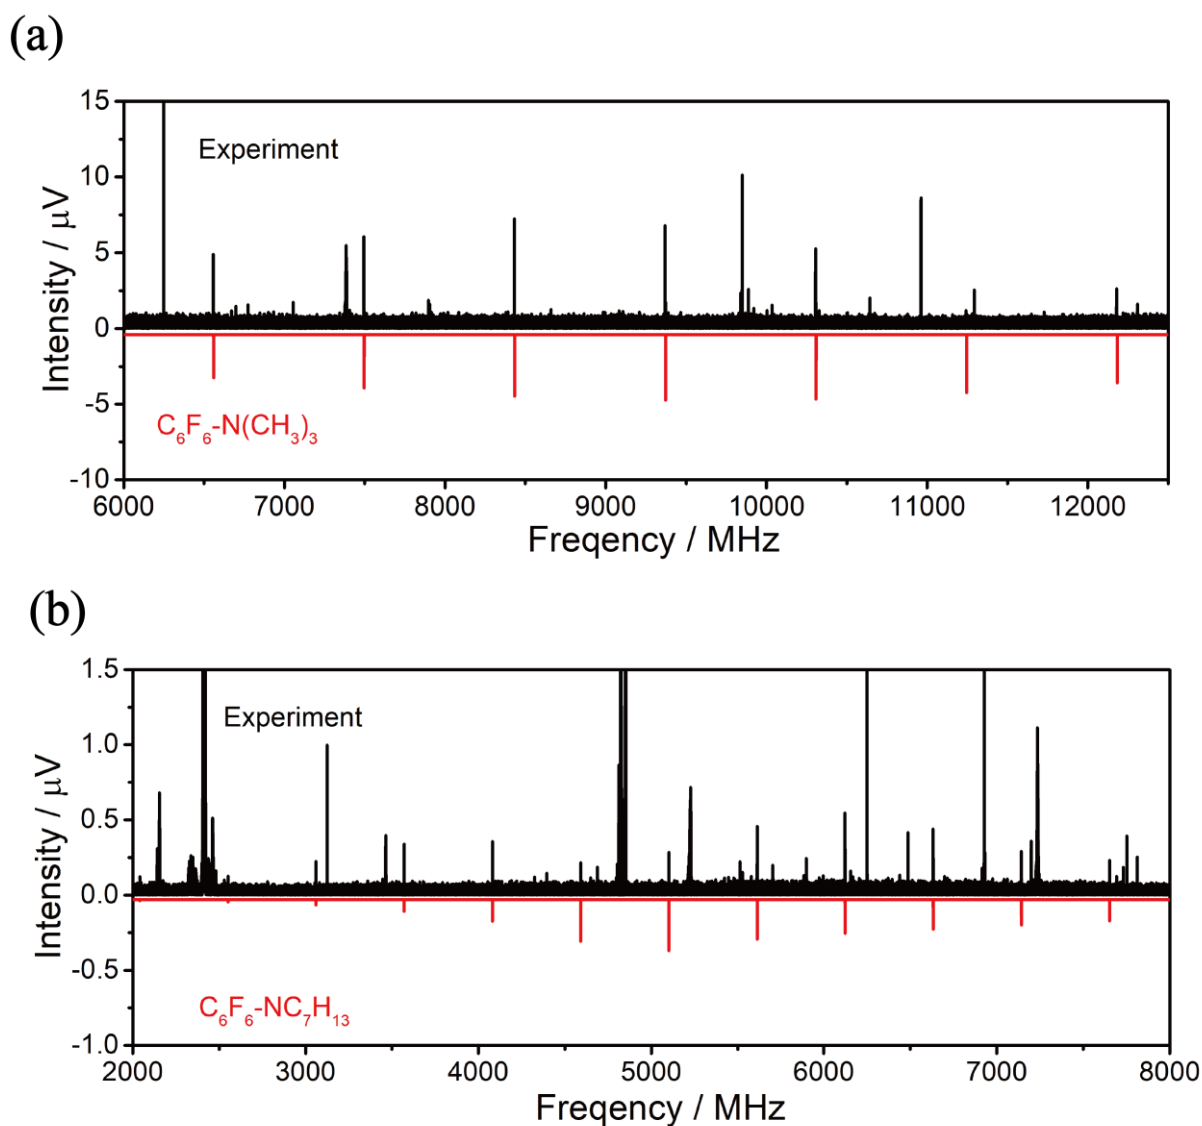 (a)
15
10
5
0
-5
-10
Intensity / μV
Experiment
C₆F₆-N(CH₃)₃
6000 7000 8000 9000 10000 11000 12000
Freqency / MHz
(b)
1.5
1.0
0.5
0.0
-0.5
-1.0
Intensity / μV
Experiment
C₆F₆-NC₇H₁₃
2000 3000 4000 5000 6000 7000 8000
Freqency / MHz